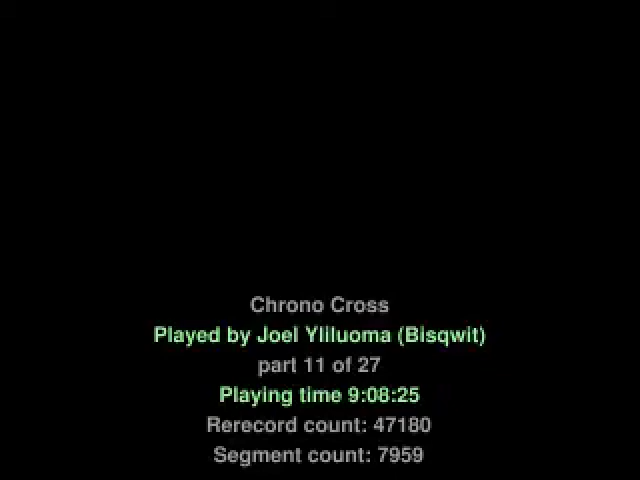 Chrono Cross
Played by Joel Yliluoma (Bisqwit)
part 11 of 27
Playing time 9:08:25
Rerecord count: 47180
Segment count: 7959